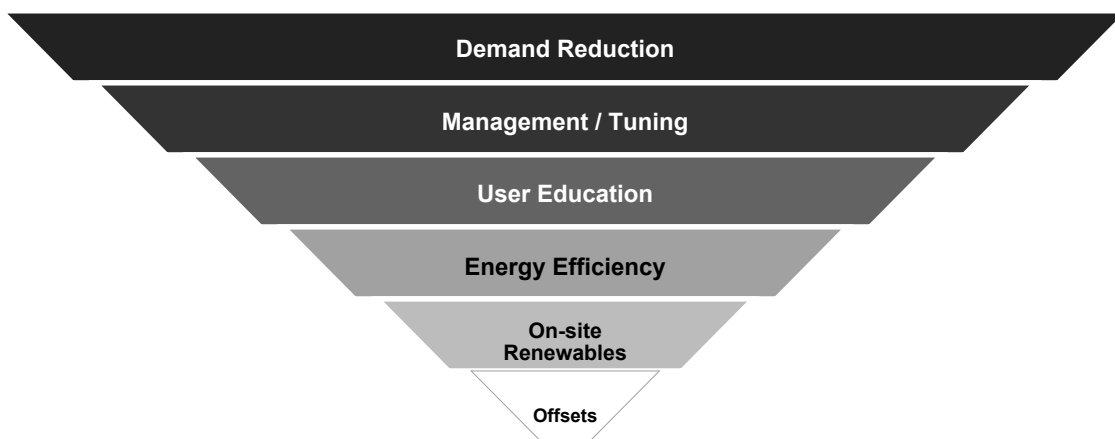 Demand Reduction
Management / Tuning
User Education
Energy Efficiency
On-site
Renewables
Offsets